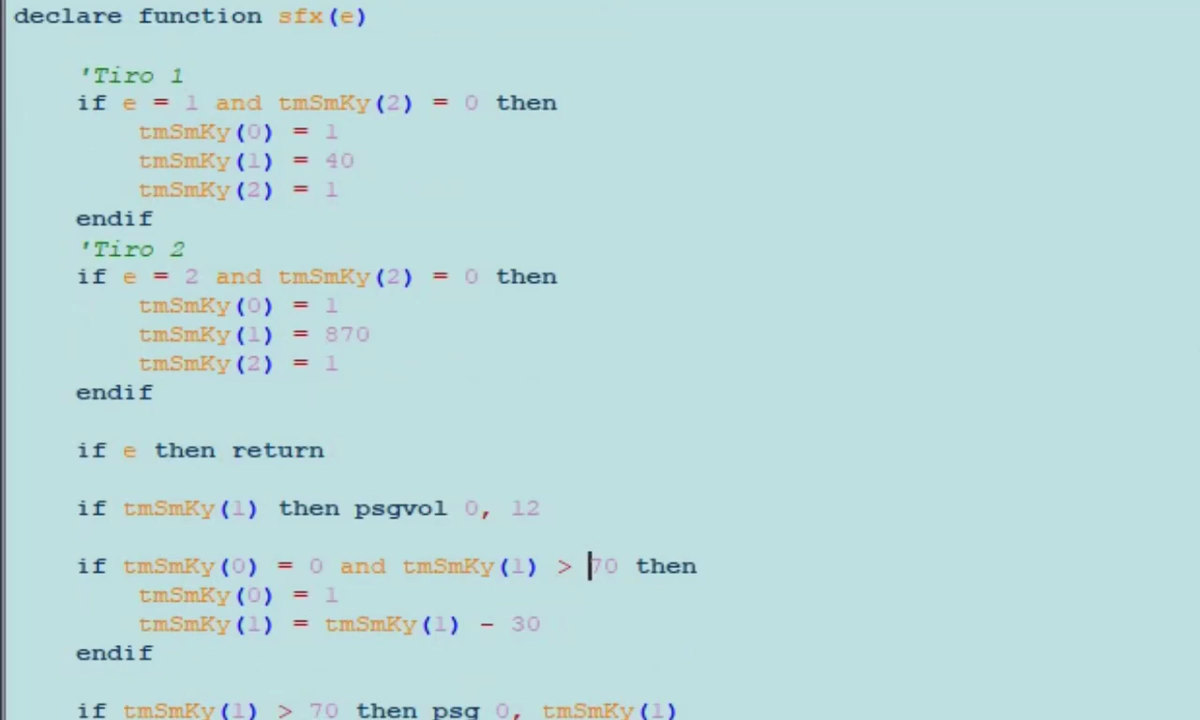 declare function sfx(e)
'Tiro 1
if e = 1 and tmSmKy(2) = 0 then
tmSmKy(0) = 1
tmSmKy(1) = 40
tmSmKy(2) = 1
endif
'Tiro 2
if e = 2 and tmSmKy(2) = 0 then
tmSmKy(0) = 1
tmSmKy(1) = 870
tmSmKy(2) = 1
endif
if e then return
if tmSmKy(1) then psgvol 0, 12
if tmSmKy(0) = 0 and tmSmKy(1) > 70 then
tmSmKy(0) = 1
tmSmKy(1) = tmSmKy(1) - 30
endif
if tmSmKy(1) > 70 then psg 0, tmSmKy(1)